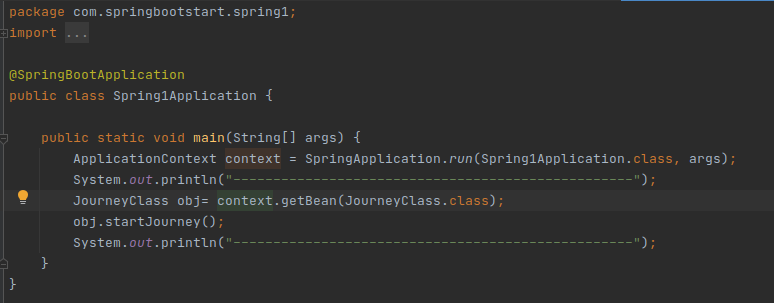 package com.springbootstart.spring1;
import ...
@SpringBootApplication
public class Spring1Application {
public static void main(String[] args) {
ApplicationContext context = SpringApplication.run(Spring1Application.class, args);
System.out.println("--------------------------------------------------");
JourneyClass obj= context.getBean(JourneyClass.class);
obj.startJourney();
System.out.println("--------------------------------------------------");
}
}